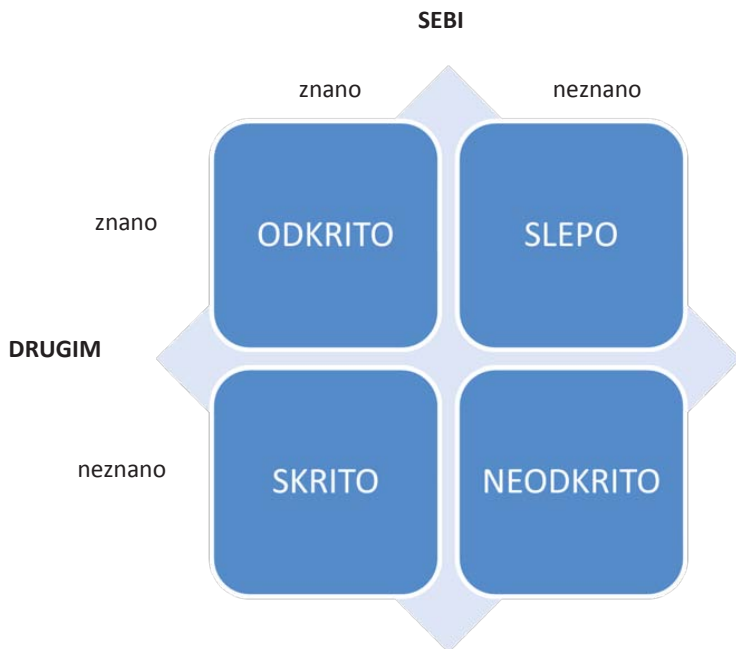 SEBI
znano neznano
znano
ODKRITO SLEPO
DRUGIM
neznano
SKRITO NEODKRITO